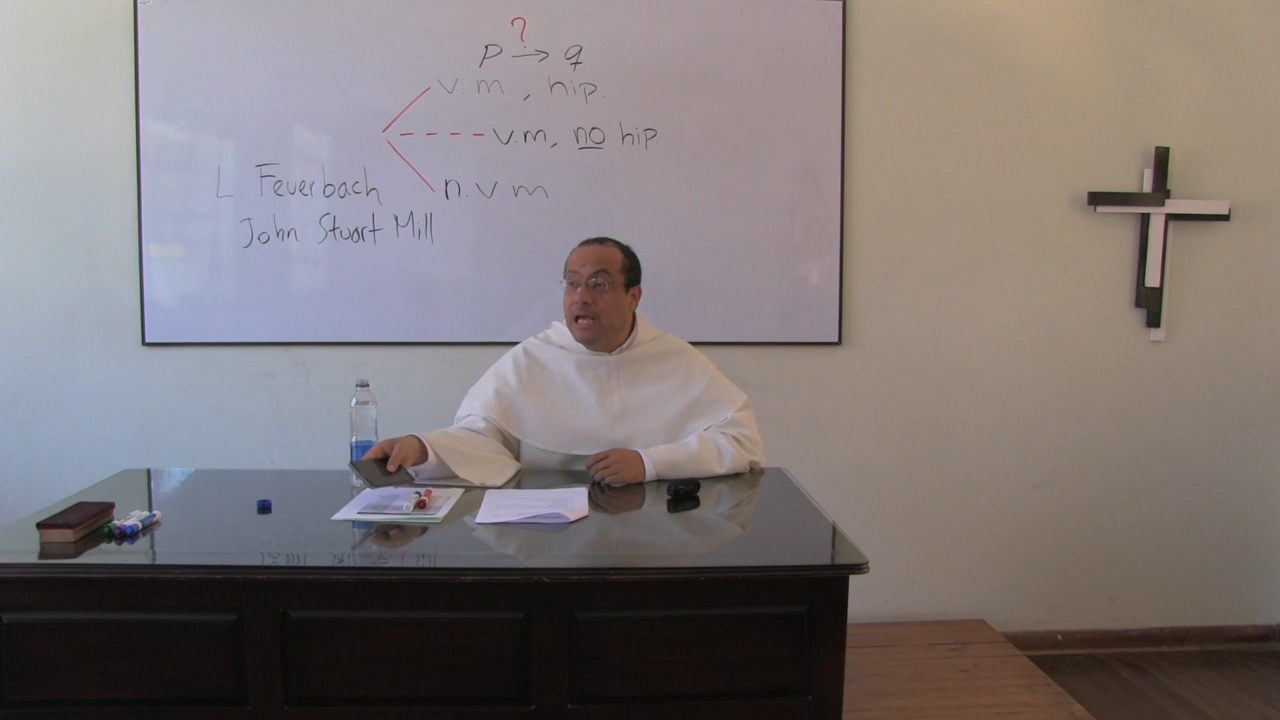 ?
p → q
v.m., hip.
v.m, no hip.
L. Feuerbach
n.v.m
John Stuart Mill